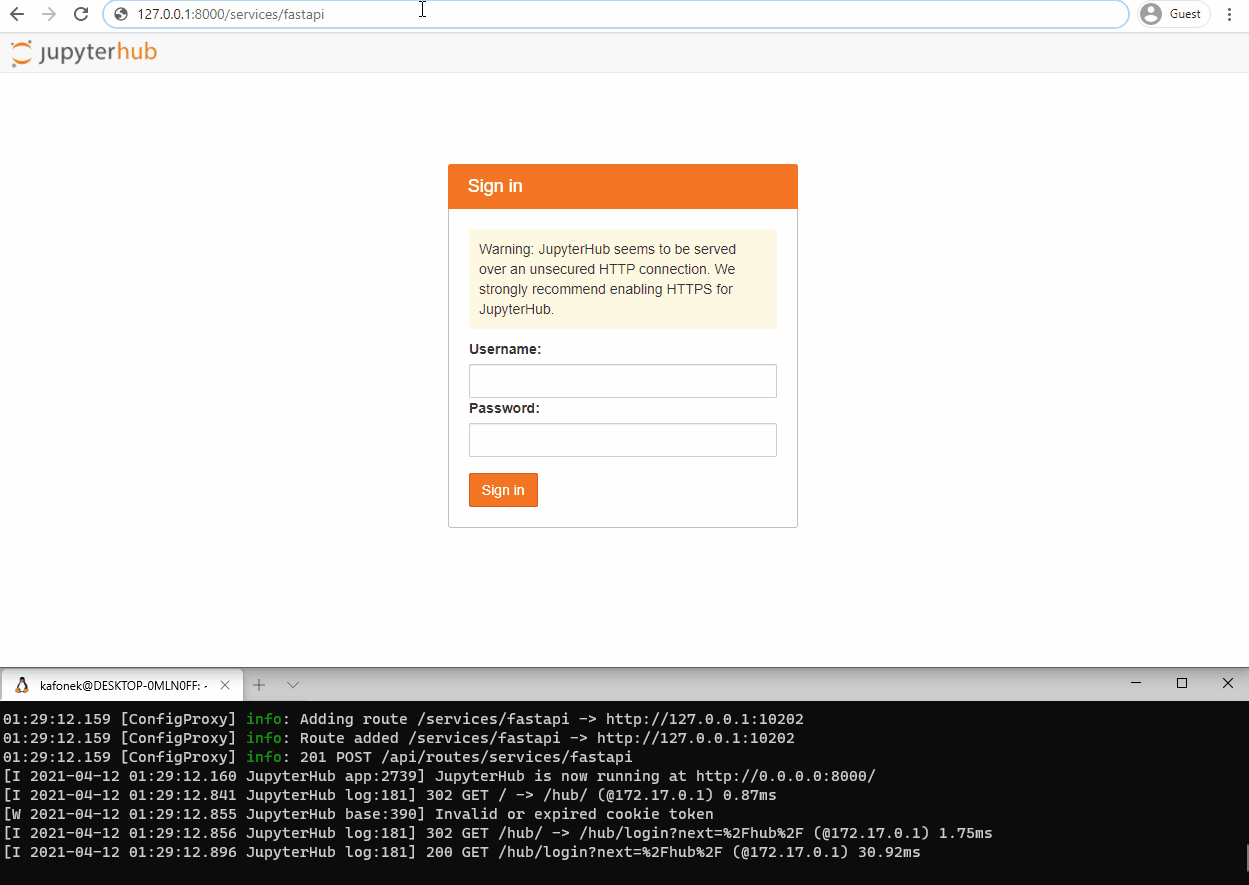 127.0.0.1:8000/services/fastapi
Guest
jupyterhub
Sign in
Warning: JupyterHub seems to be served
over an unsecured HTTP connection. We
strongly recommend enabling HTTPS for
JupyterHub.
Username:
Password:
Sign in
kafonek@DESKTOP-0MLN0FF: ~
01:29:12.159 [ConfigProxy] info: Adding route /services/fastapi -> http://127.0.0.1:10202
01:29:12.159 [ConfigProxy] info: Route added /services/fastapi -> http://127.0.0.1:10202
01:29:12.159 [ConfigProxy] info: 201 POST /api/routes/services/fastapi
[I 2021-04-12 01:29:12.160 JupyterHub app:2739] JupyterHub is now running at http://0.0.0.0:8000/
[I 2021-04-12 01:29:12.841 JupyterHub log:181] 302 GET / -> /hub/ (@172.17.0.1) 0.87ms
[W 2021-04-12 01:29:12.855 JupyterHub base:390] Invalid or expired cookie token
[I 2021-04-12 01:29:12.856 JupyterHub log:181] 302 GET /hub/ -> /hub/login?next=%2Fhub%2F (@172.17.0.1) 1.75ms
[I 2021-04-12 01:29:12.896 JupyterHub log:181] 200 GET /hub/login?next=%2Fhub%2F (@172.17.0.1) 30.92ms